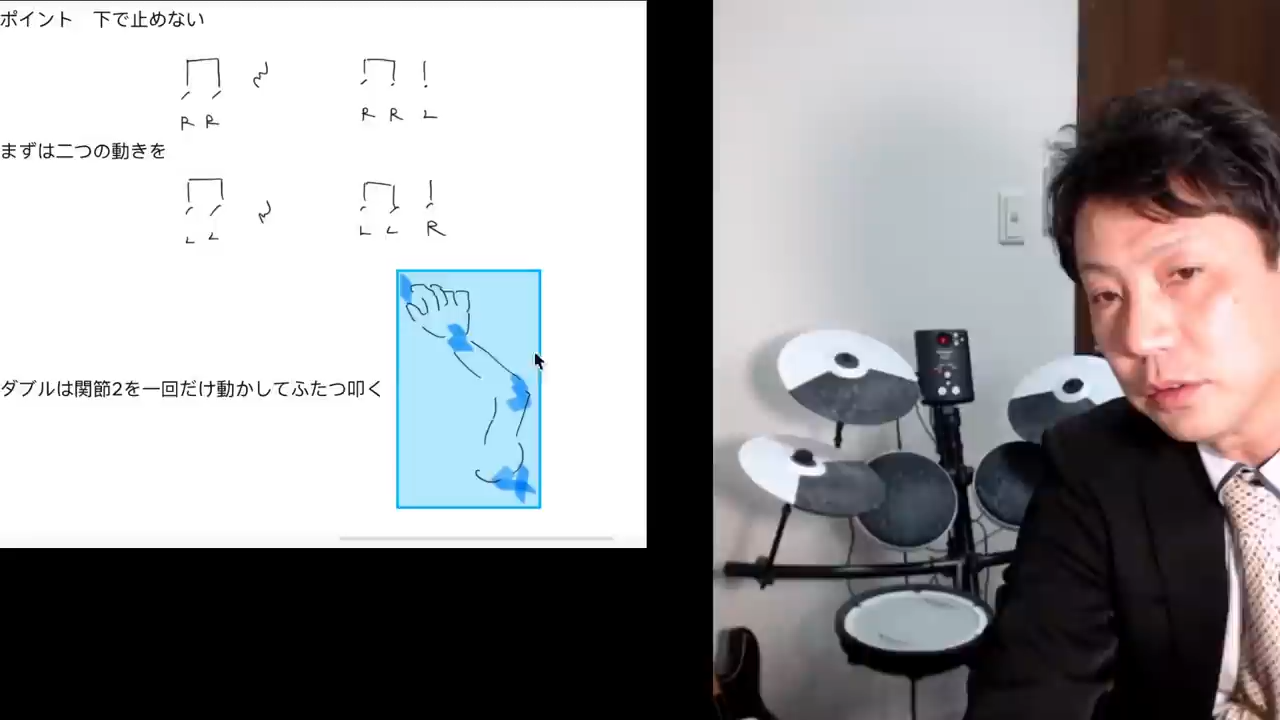 ポイント　下で止めない
R R R R L
まずは二つの動きを
L L L L R
ダブルは関節2を一回だけ動かしてふたつ叩く